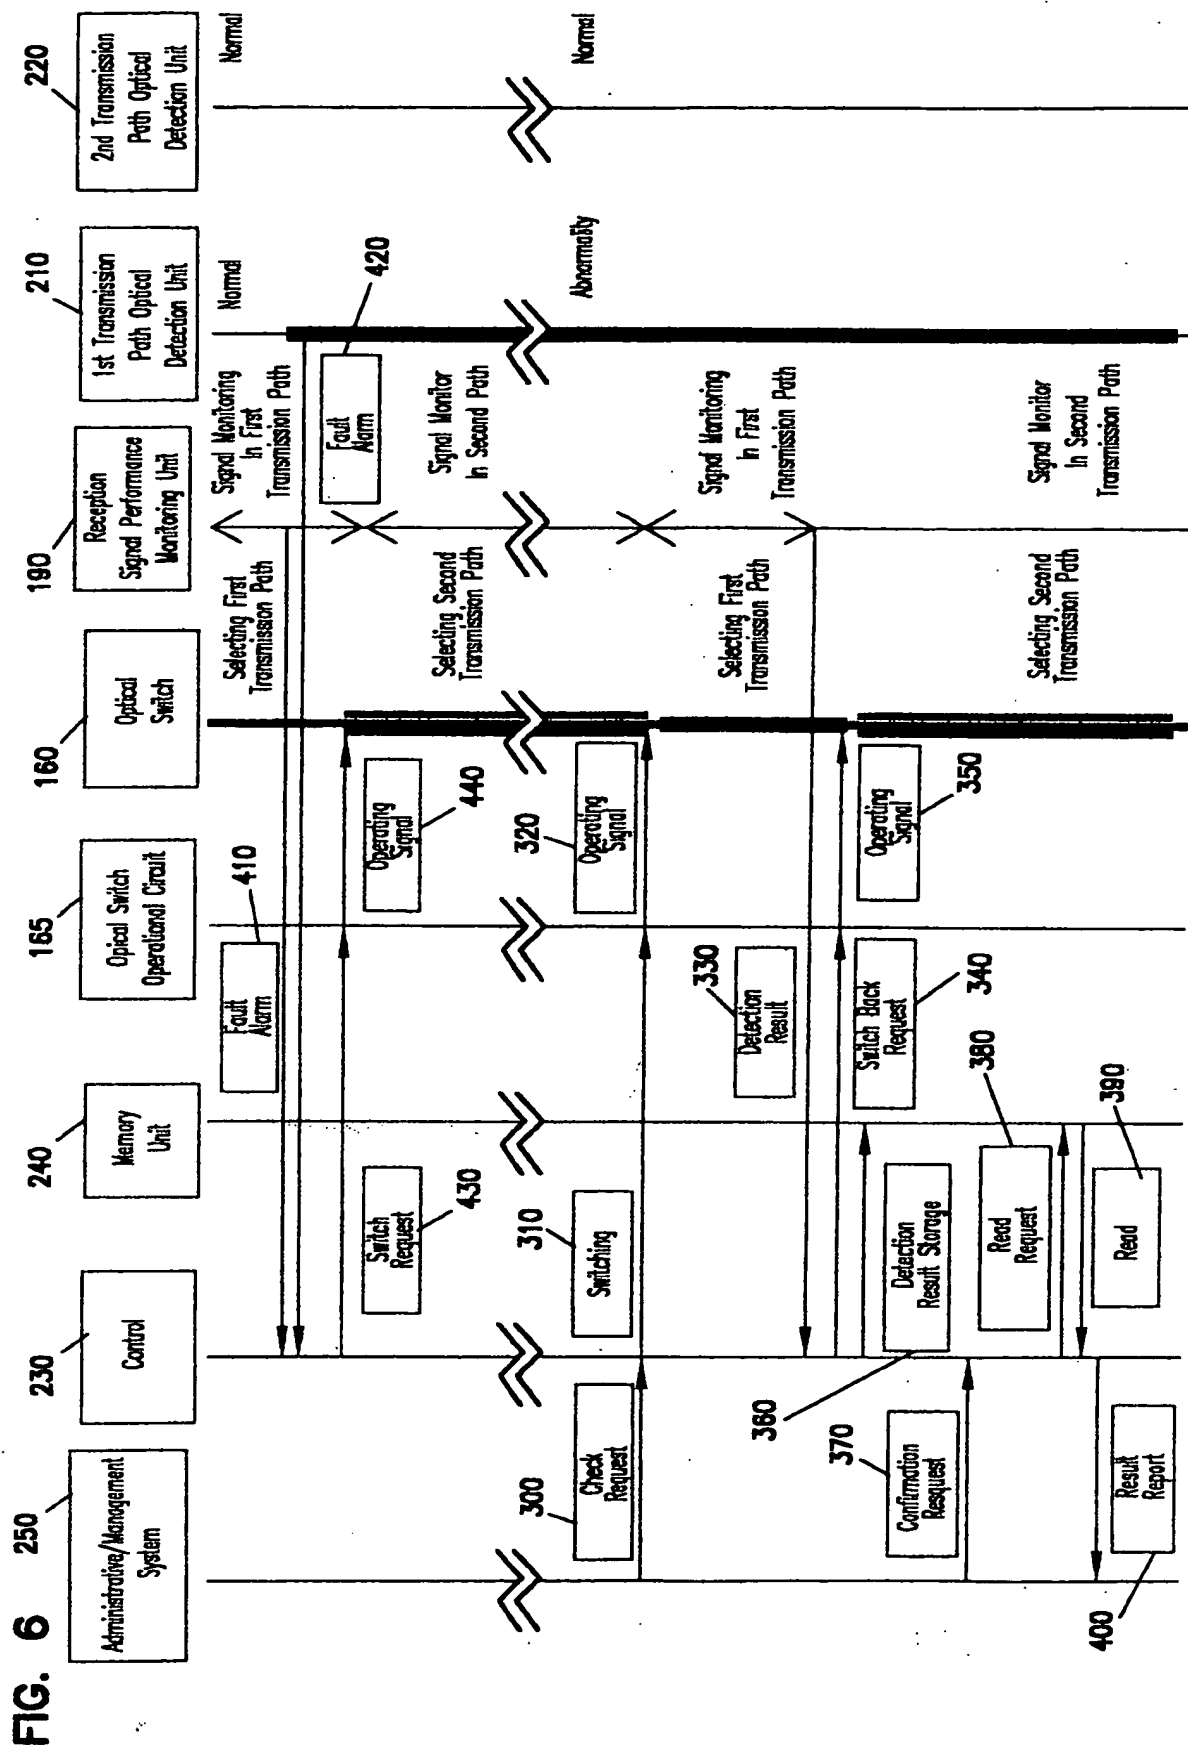 FIG. 6
250
Administrative/Management
System
230
Control
240
Memory
Unit
165
Opical Switch
Operational Circuit
160
Optical
Switch
190
Reception
Signal Performance
Monitoring Unit
210
1st Transmission
Path Optical
Detection Unit
220
2nd Transmission
Path Optical
Detection Unit
Fault
Alarm
410
Selecting First
Transmission Path
Signal Monitoring
In First
Transmission Path
Normal
Normal
Fault
Alarm
420
Switch
Request
430
Operating
Signal
440
Selecting Second
Transmission Path
Signal Monitor
In Second Path
300
Check
Request
310
Switching
320
Operating
Signal
Abnormality
Normal
330
Detection
Result
Selecting First
Transmission Path
Signal Monitoring
In First
Transmission Path
Switch Back
Request
340
Operating
Signal
350
360
Detection
Result Storage
370
Confirmation
Resquest
Read
Request
380
Read
390
Result
Report
400
Selecting Second
Transmission Path
Signal Monitor
In Second
Transmission Path